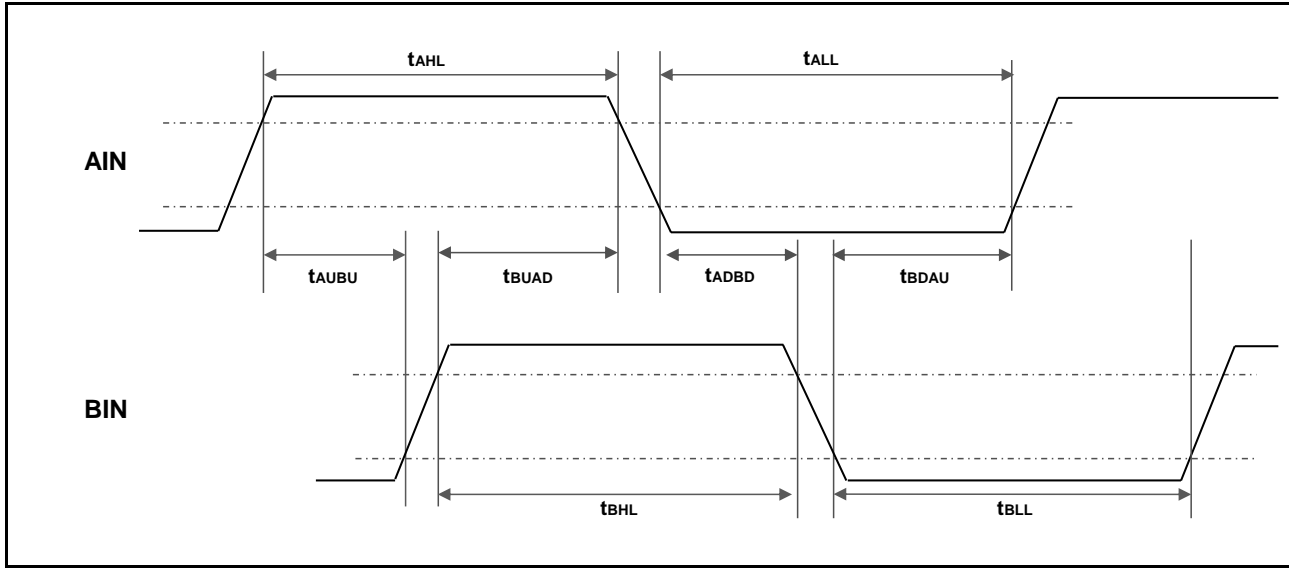 tAHL
tALL
AIN
tAUBU
tBUAD
tADBD
tBDAU
BIN
tBHL
tBLL